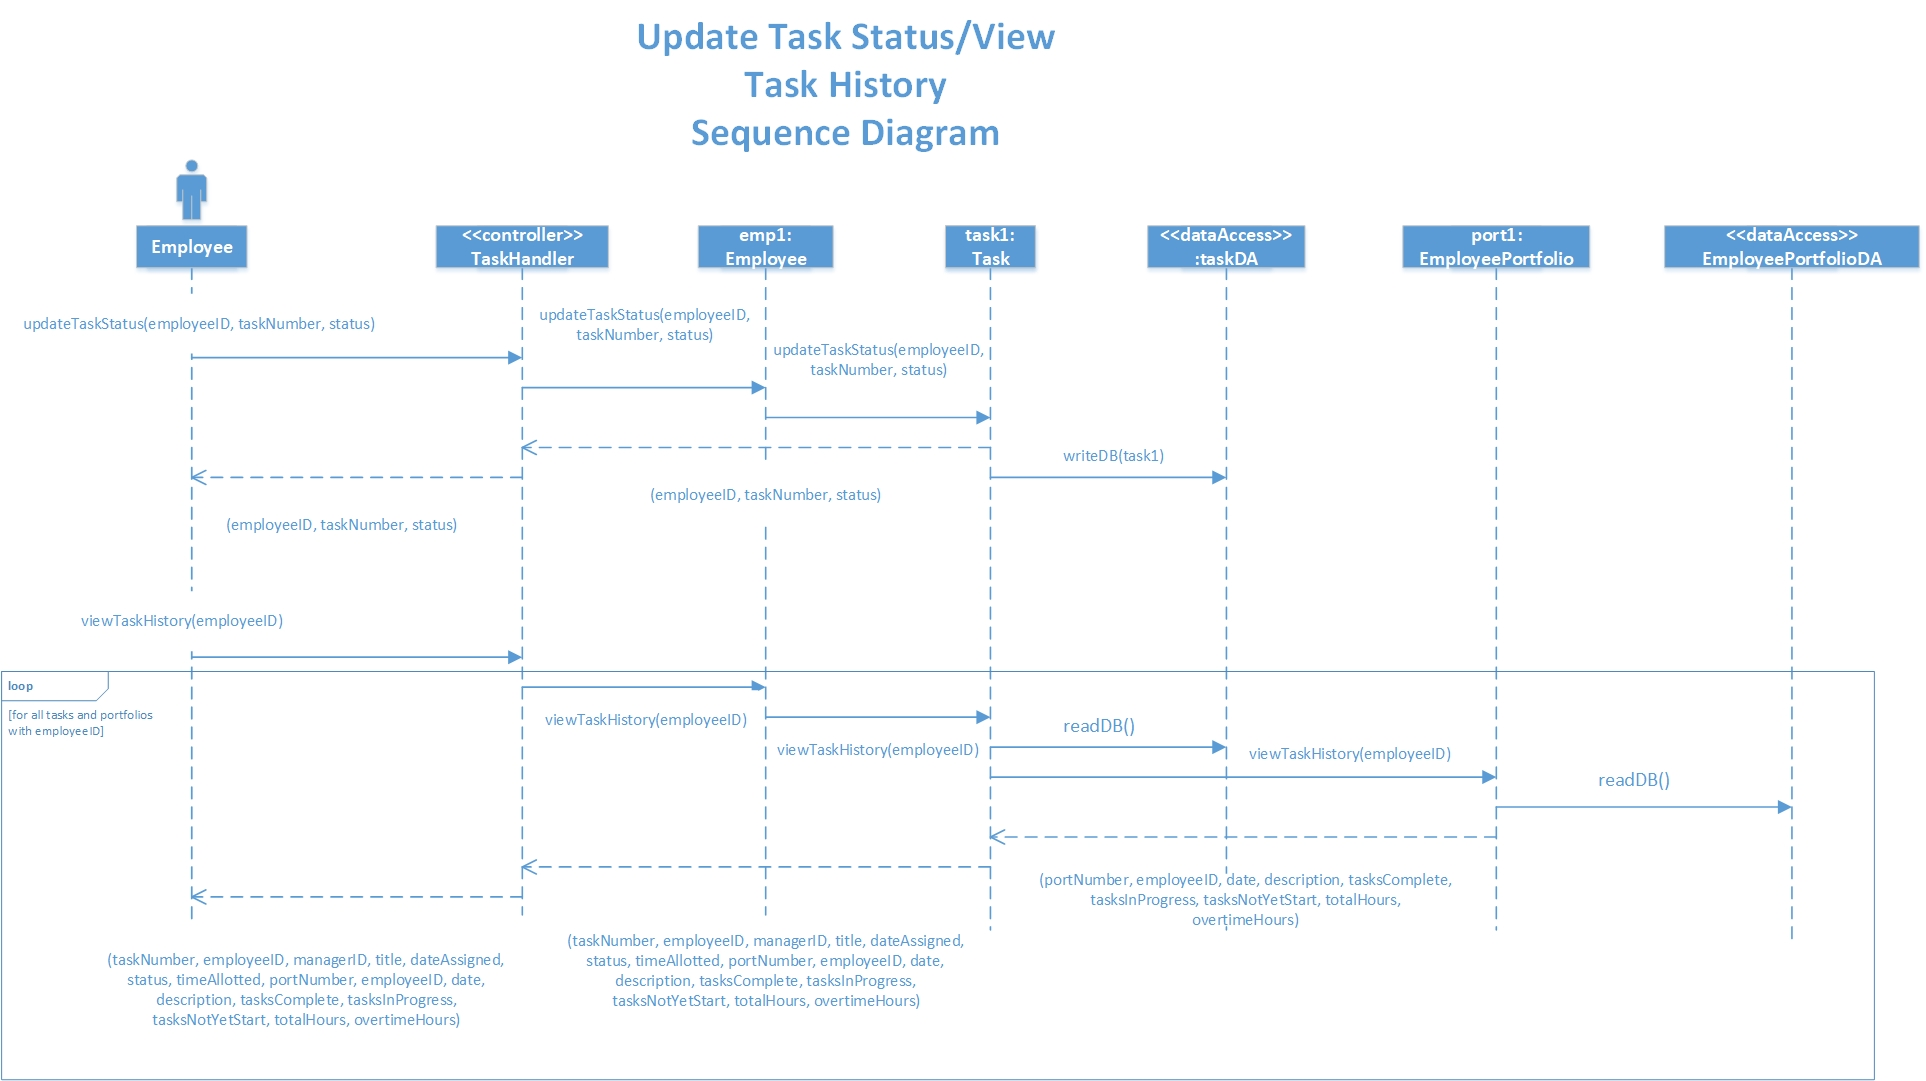 Update Task Status/View
Task History
Sequence Diagram
Employee
<<controller>>
TaskHandler
emp1:
Employee
task1:
Task
<<dataAccess>>
:taskDA
port1:
EmployeePortfolio
<<dataAccess>>
EmployeePortfolioDA
updateTaskStatus(employeeID, taskNumber, status)
updateTaskStatus(employeeID,
taskNumber, status)
updateTaskStatus(employeeID,
taskNumber, status)
writeDB(task1)
(employeeID, taskNumber, status)
(employeeID, taskNumber, status)
viewTaskHistory(employeeID)
loop
[for all tasks and portfolios
with employeeID]
viewTaskHistory(employeeID)
viewTaskHistory(employeeID)
readDB()
viewTaskHistory(employeeID)
readDB()
(portNumber, employeeID, date, description, tasksComplete,
tasksInProgress, tasksNotYetStart, totalHours,
overtimeHours)
(taskNumber, employeeID, managerID, title, dateAssigned,
status, timeAllotted, portNumber, employeeID, date,
description, tasksComplete, tasksInProgress,
tasksNotYetStart, totalHours, overtimeHours)
(taskNumber, employeeID, managerID, title, dateAssigned,
status, timeAllotted, portNumber, employeeID, date,
description, tasksComplete, tasksInProgress,
tasksNotYetStart, totalHours, overtimeHours)